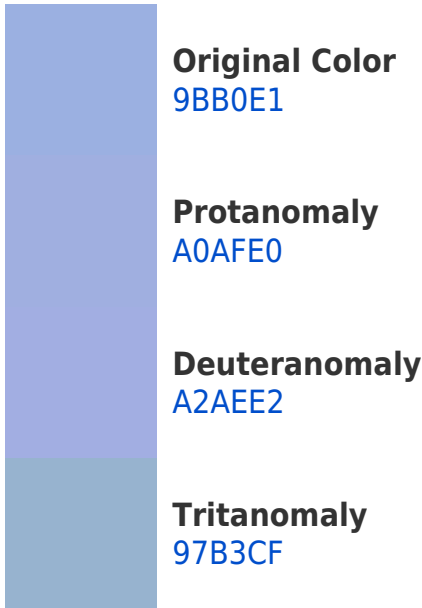 Original Color
9BB0E1
Protanomaly
A0AFE0
Deuteranomaly
A2AEE2
Tritanomaly
97B3CF